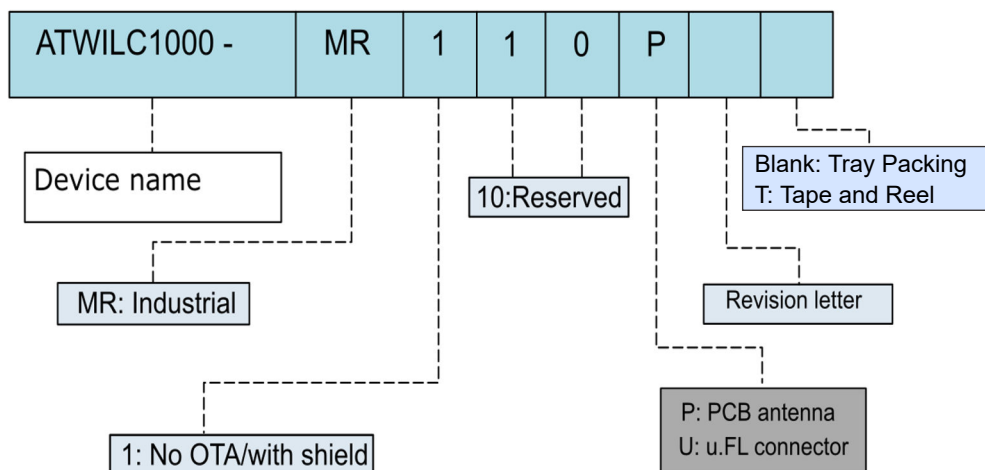 ATWILC1000 - MR 1 1 0 P
Device name
10:Reserved
Blank: Tray Packing
T: Tape and Reel
MR: Industrial
Revision letter
1: No OTA/with shield
P: PCB antenna
U: u.FL connector